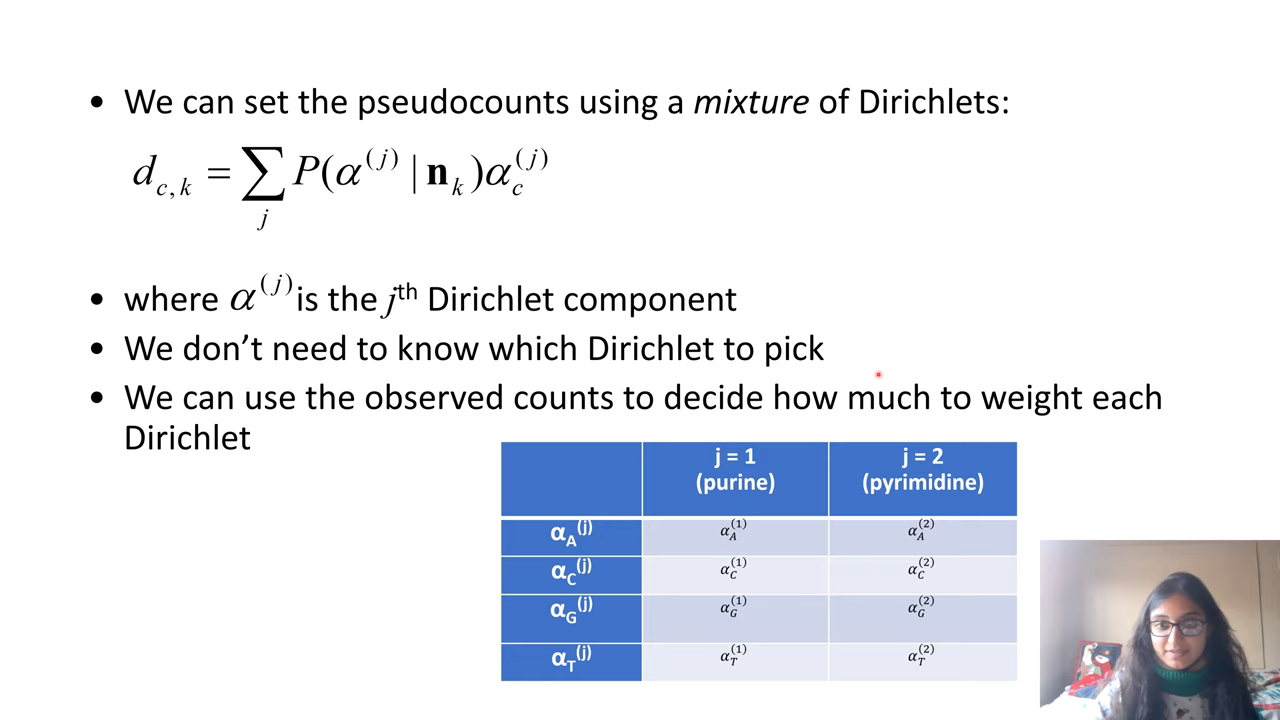 • We can set the pseudocounts using a mixture of Dirichlets:
d_{c,k} = \sum_{j} P(α^{(j)} | n_k) α_c^{(j)}
• where α^{(j)} is the j^{th} Dirichlet component
• We don’t need to know which Dirichlet to pick
• We can use the observed counts to decide how much to weight each
Dirichlet
j = 1 (purine) j = 2 (pyrimidine)
α_A^{(j)} α_A^{(1)} α_A^{(2)}
α_C^{(j)} α_C^{(1)} α_C^{(2)}
α_G^{(j)} α_G^{(1)} α_G^{(2)}
α_T^{(j)} α_T^{(1)} α_T^{(2)}